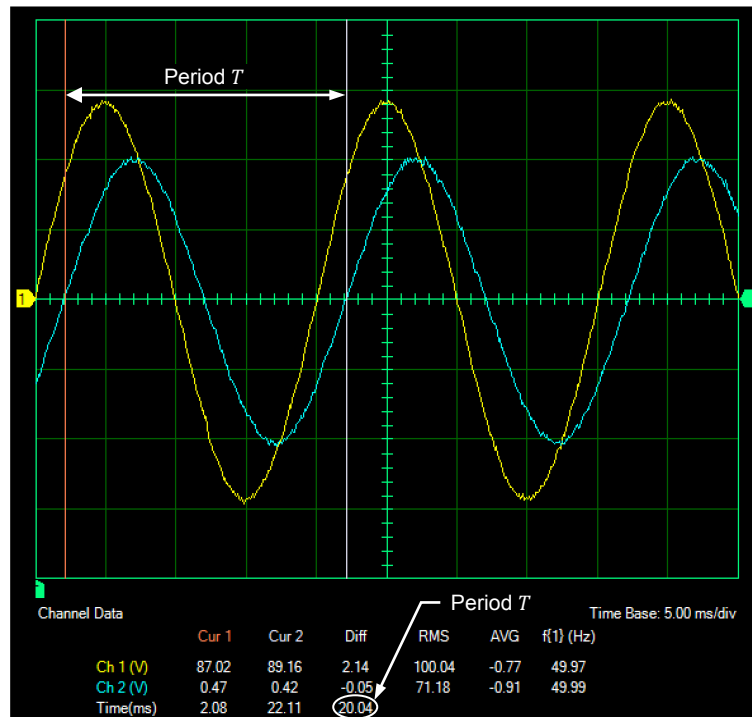 Period T
1
Period T
Channel Data
Time Base: 5.00 ms/div
Cur 1 Cur 2 Diff RMS AVG f{1} (Hz)
Ch 1 (V) 87.02 89.16 2.14 100.04 -0.77 49.97
Ch 2 (V) 0.47 0.42 -0.05 71.18 -0.91 49.99
Time(ms) 2.08 22.11 20.04